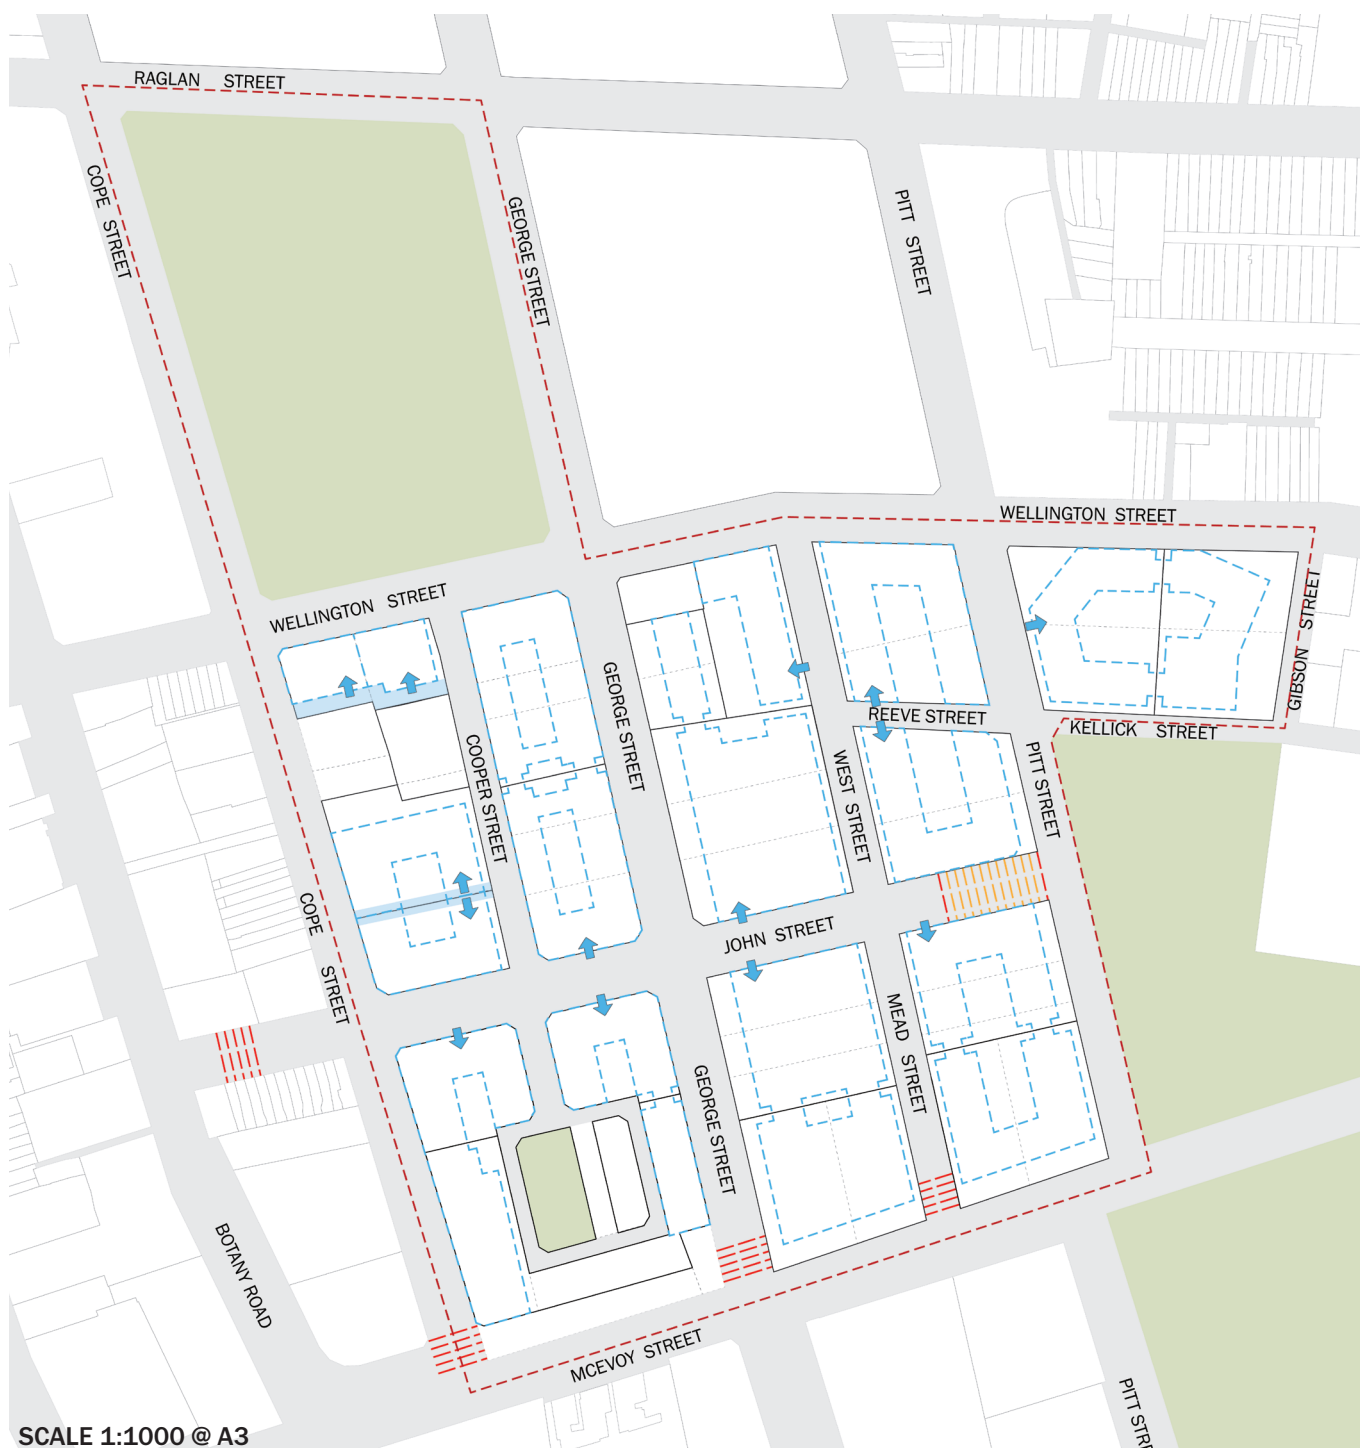 RAGLAN STREET
COPE STREET
GEORGE STREET
PITT STREET
WELLINGTON STREET
WELLINGTON STREET
GIBSON STREET
GEORGE STREET
REEVE STREET
KELLICK STREET
COOPER STREET
WEST STREET
PITT STREET
COPE STREET
JOHN STREET
MEAD STREET
GEORGE STREET
BOTANY ROAD
MCEVOY STREET
PITT STRE
SCALE 1:1000 @ A3